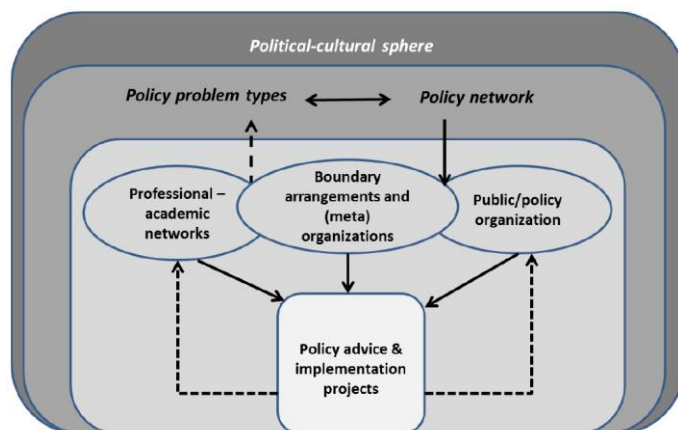 Political-cultural sphere
Policy problem types
Policy network
Professional –
academic
networks
Boundary
arrangements and
(meta)
organizations
Public/policy
organization
Policy advice &
implementation
projects